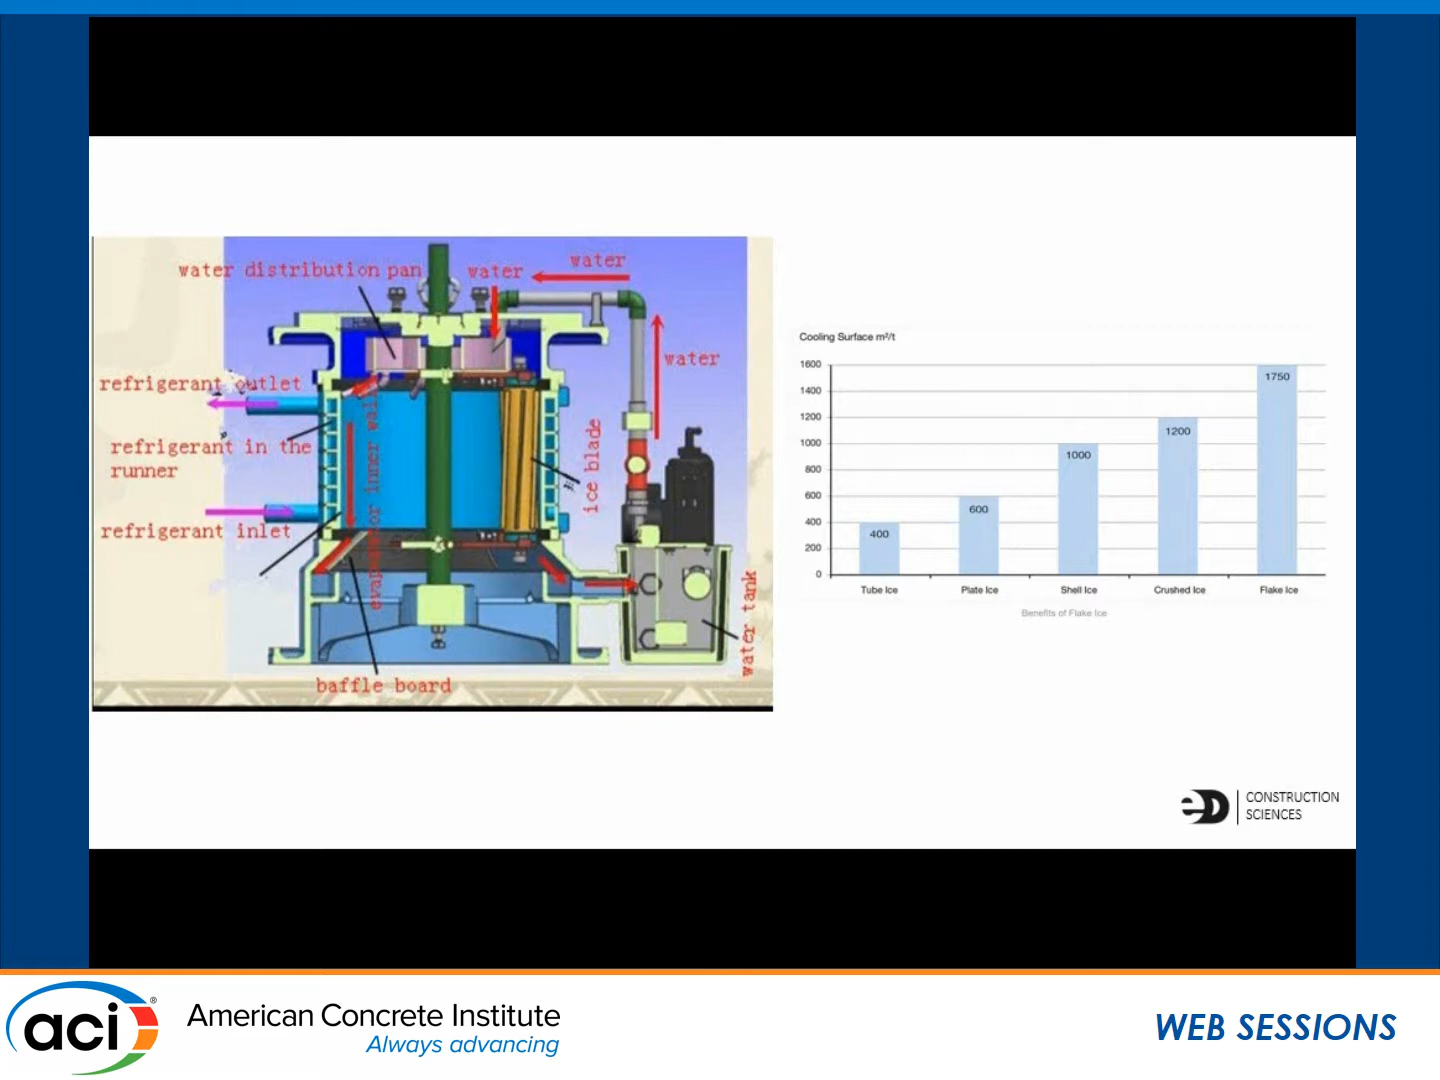 water distribution pan
water
water
water
refrigerant outlet
refrigerant in the
runner
refrigerant inlet
evaporator inner wall
ice blade
water tank
baffle board
Cooling Surface m²/t
1600
1400
1200
1000
800
600
400
200
0
400
600
1000
1200
1750
Tube Ice
Plate Ice
Shell Ice
Crushed Ice
Flake Ice
Benefits of Flake Ice
eD
CONSTRUCTION
SCIENCES
aci®
American Concrete Institute
Always advancing
WEB SESSIONS